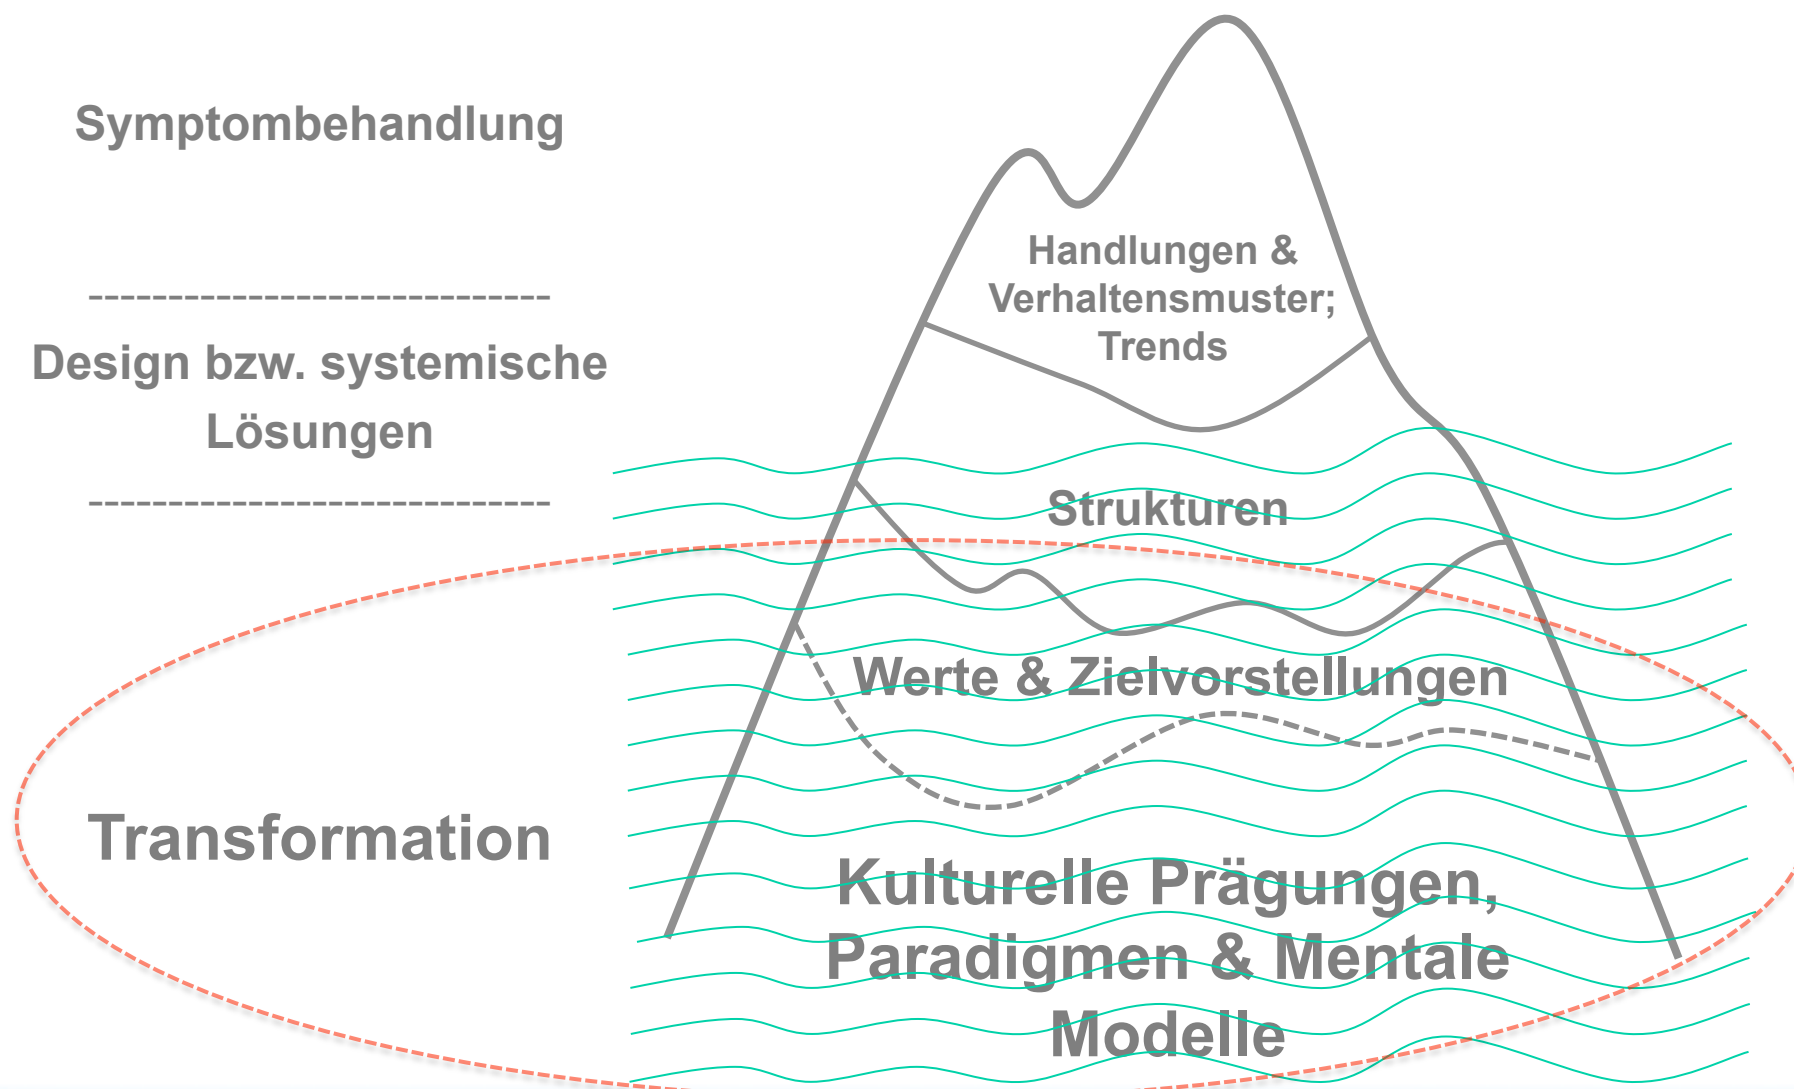 Symptombehandlung
Design bzw. systemische
Lösungen
Transformation
Handlungen &
Verhaltensmuster;
Trends
Strukturen
Werte & Zielvorstellungen
Kulturelle Prägungen,
Paradigmen & Mentale
Modelle